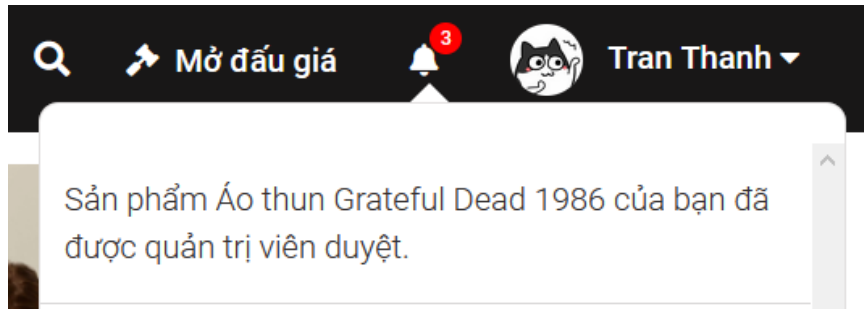 Mở đấu giá
3
Tran Thanh
Sản phẩm Áo thun Grateful Dead 1986 của bạn đã
được quản trị viên duyệt.